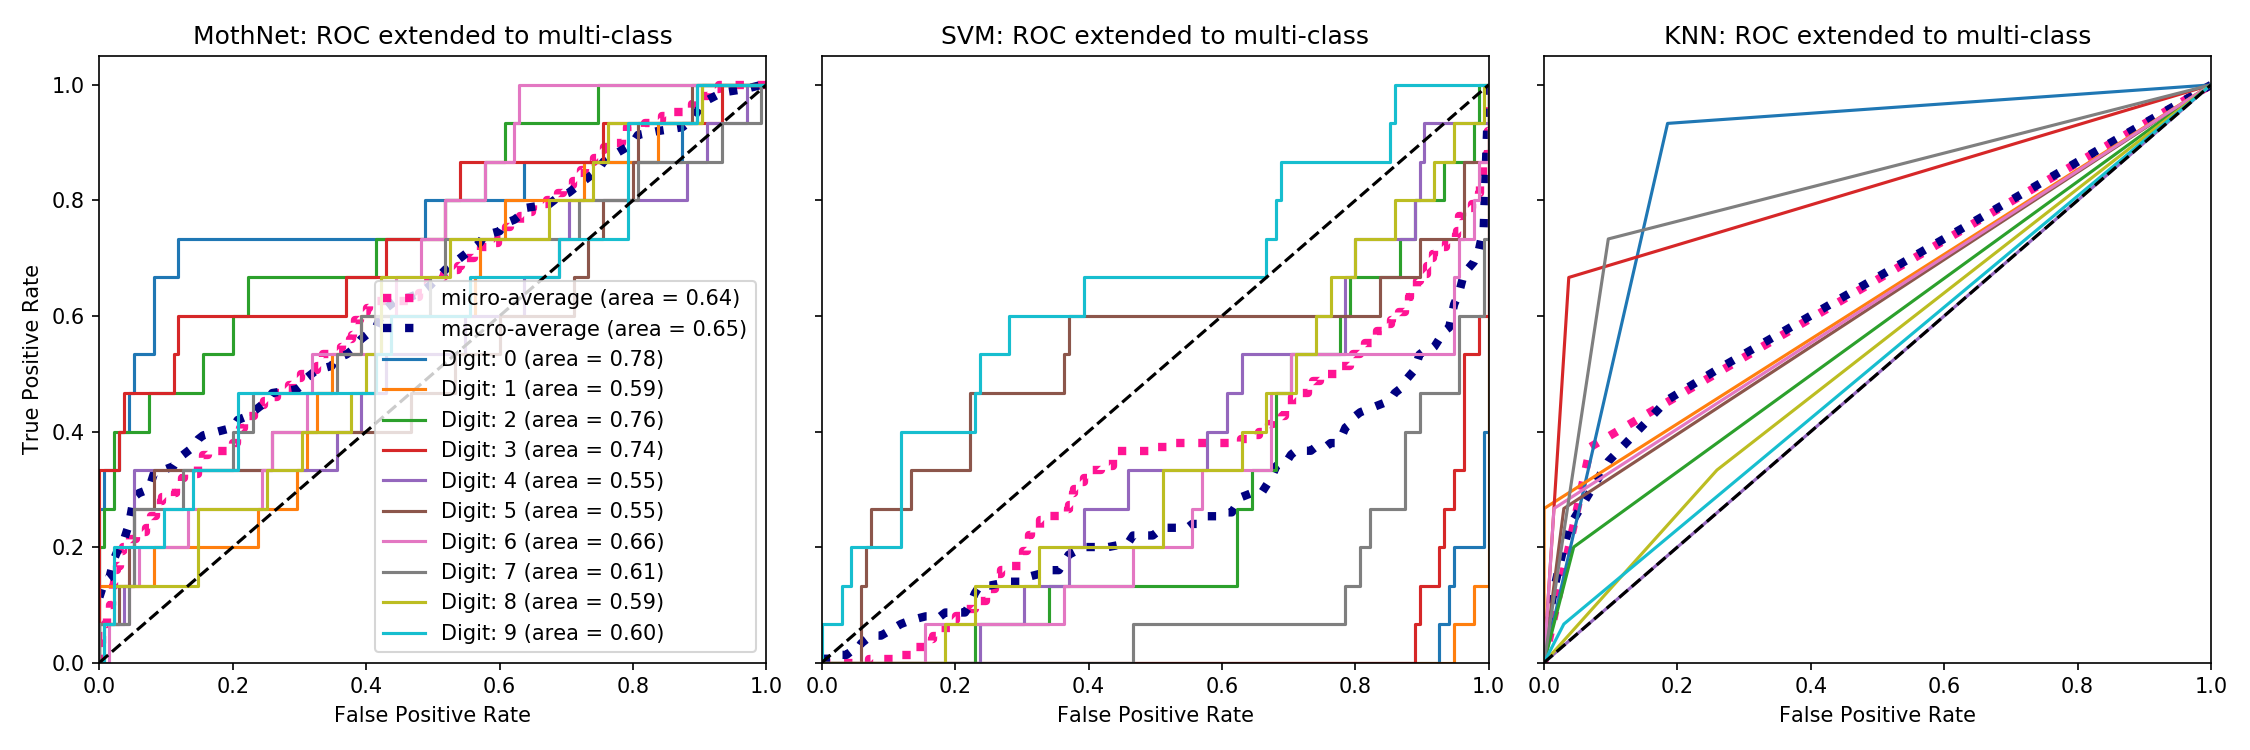 MothNet: ROC extended to multi-class
True Positive Rate
1.0
0.8
0.6
0.4
0.2
0.0
micro-average (area = 0.64)
macro-average (area = 0.65)
Digit: 0 (area = 0.78)
Digit: 1 (area = 0.59)
Digit: 2 (area = 0.76)
Digit: 3 (area = 0.74)
Digit: 4 (area = 0.55)
Digit: 5 (area = 0.55)
Digit: 6 (area = 0.66)
Digit: 7 (area = 0.61)
Digit: 8 (area = 0.59)
Digit: 9 (area = 0.60)
0.0 0.2 0.4 0.6 0.8 1.0
False Positive Rate
SVM: ROC extended to multi-class
0.0 0.2 0.4 0.6 0.8 1.0
False Positive Rate
KNN: ROC extended to multi-class
0.0 0.2 0.4 0.6 0.8 1.0
False Positive Rate